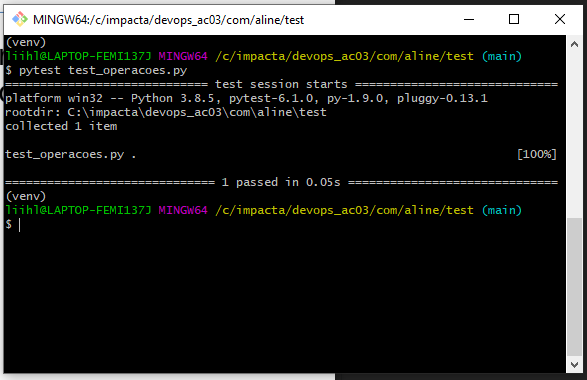 MINGW64:/c/impacta/devops_ac03/com/aline/test
(venv)
liihl@LAPTOP-FEMI137J MINGW64 /c/impacta/devops_ac03/com/aline/test (main)
$ pytest test_operacoes.py
============================= test session starts =============================
platform win32 -- Python 3.8.5, pytest-6.1.0, py-1.9.0, pluggy-0.13.1
rootdir: C:\impacta\devops_ac03\com\aline\test
collected 1 item
test_operacoes.py . [100%]
============================== 1 passed in 0.05s ==============================
(venv)
liihl@LAPTOP-FEMI137J MINGW64 /c/impacta/devops_ac03/com/aline/test (main)
$